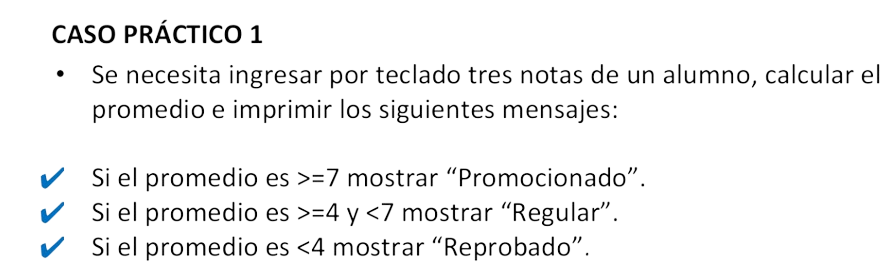 CASO PRÁCTICO 1
• Se necesita ingresar por teclado tres notas de un alumno, calcular el
promedio e imprimir los siguientes mensajes:
✔ Si el promedio es >=7 mostrar “Promocionado”.
✔ Si el promedio es >=4 y <7 mostrar “Regular”.
✔ Si el promedio es <4 mostrar “Reprobado”.